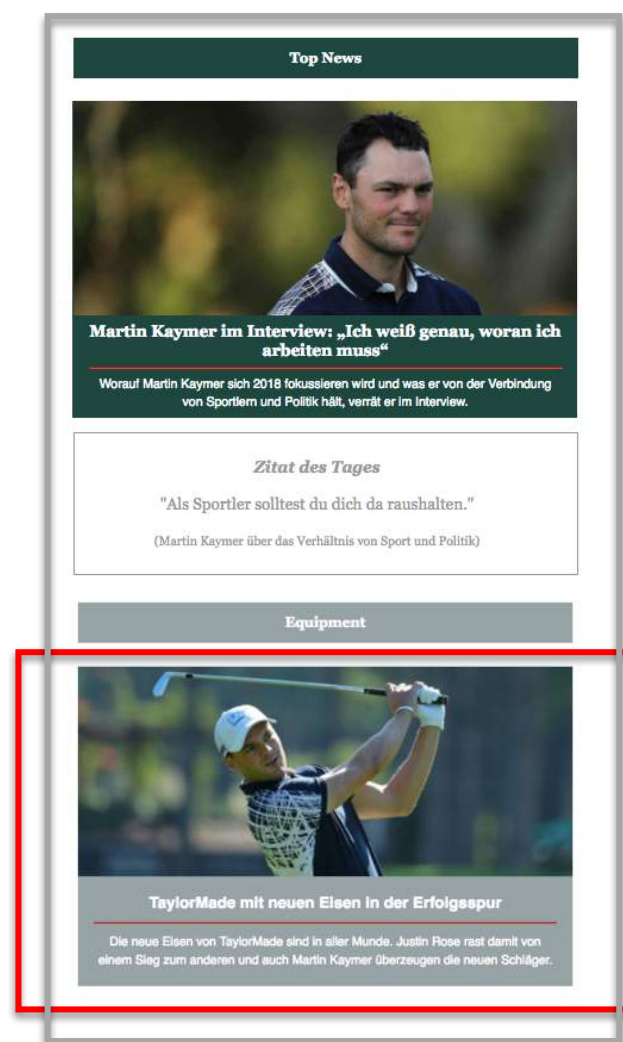 Top News
Martin Kaymer im Interview: „Ich weiß genau, woran ich
arbeiten muss“
Worauf Martin Kaymer sich 2018 fokussieren wird und was er von der Verbindung
von Sportlern und Politik hält, verrät er im Interview.
Zitat des Tages
"Als Sportler solltest du dich da raushalten."
(Martin Kaymer über das Verhältnis von Sport und Politik)
Equipment
TaylorMade mit neuen Eisen in der Erfolgsspur
Die neue Eisen von TaylorMade sind in aller Munde. Justin Rose rast damit von
einem Sieg zum anderen und auch Martin Kaymer überzeugen die neuen Schläger.